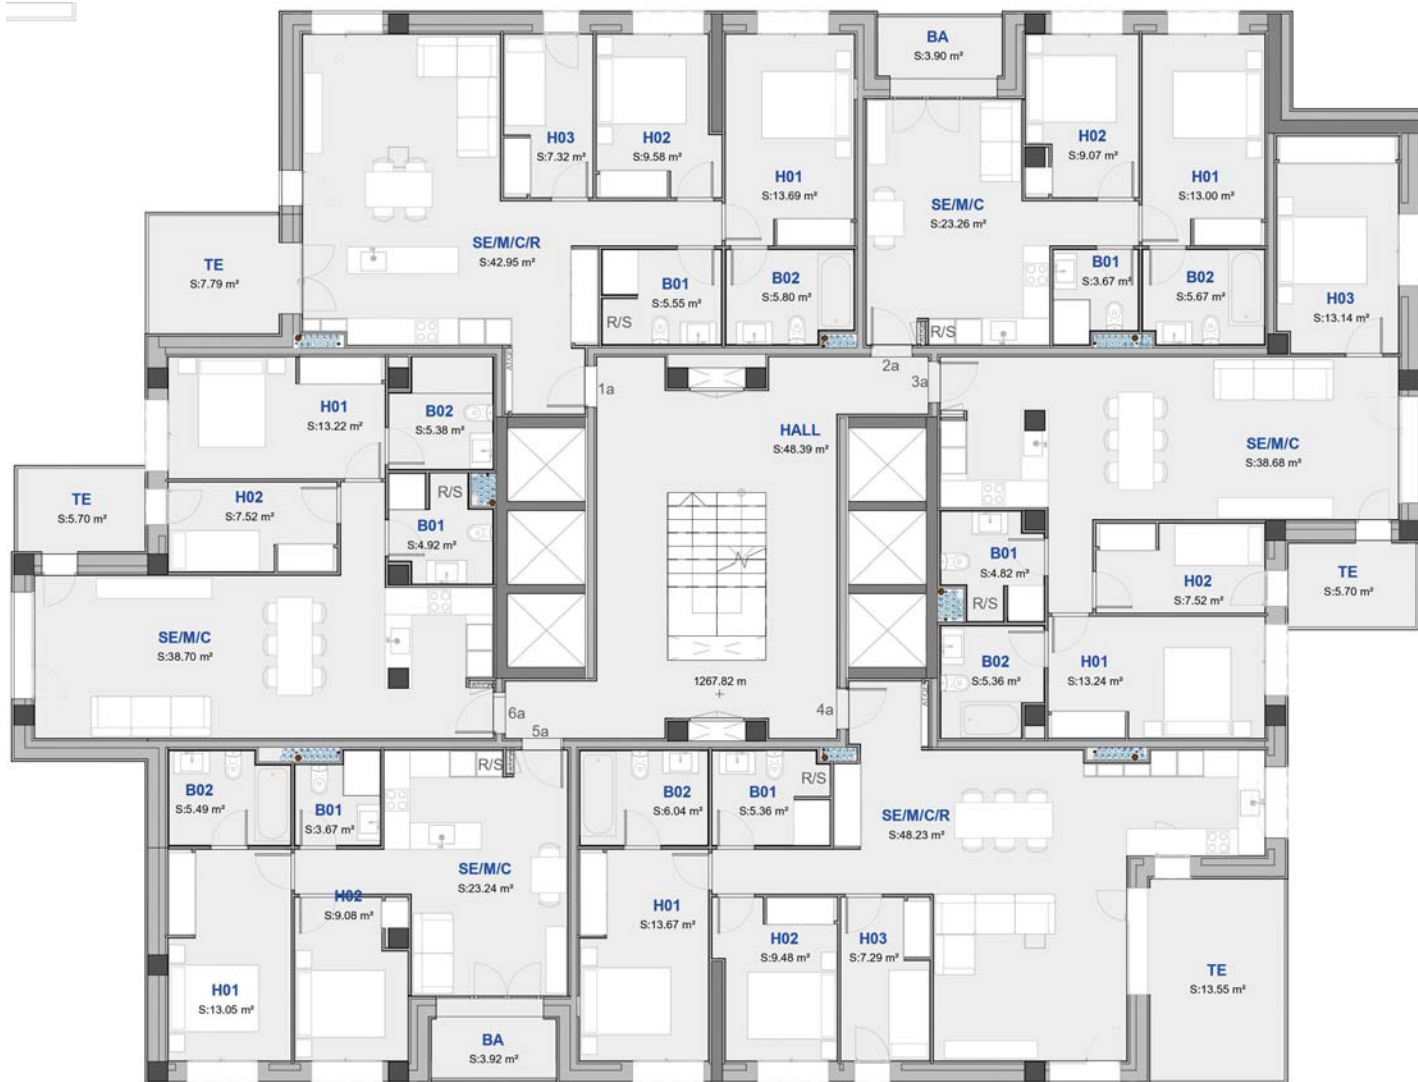 BA
S:3.90 m²
H03
S:7.32 m²
H02
S:9.58 m²
H01
S:13.69 m²
SE/M/C/R
S:42.95 m²
TE
S:7.79 m²
B01
S:5.55 m²
R/S
B02
S:5.80 m²
H02
S:9.07 m²
H01
S:13.00 m²
SE/M/C
S:23.26 m²
B01
S:3.67 m²
B02
S:5.67 m²
R/S
H03
S:13.14 m²
1a
2a
3a
HALL
S:48.39 m²
H01
S:13.22 m²
B02
S:5.38 m²
R/S
B01
S:4.92 m²
H02
S:7.52 m²
TE
S:5.70 m²
SE/M/C
S:38.70 m²
SE/M/C
S:38.68 m²
B01
S:4.82 m²
R/S
H02
S:7.52 m²
TE
S:5.70 m²
B02
S:5.36 m²
H01
S:13.24 m²
1267.82 m
6a
5a
4a
B02
S:5.49 m²
B01
S:3.67 m²
R/S
SE/M/C
S:23.24 m²
H02
S:9.08 m²
H01
S:13.05 m²
BA
S:3.92 m²
B02
S:6.04 m²
B01
S:5.36 m²
R/S
SE/M/C/R
S:48.23 m²
H01
S:13.67 m²
H02
S:9.48 m²
H03
S:7.29 m²
TE
S:13.55 m²